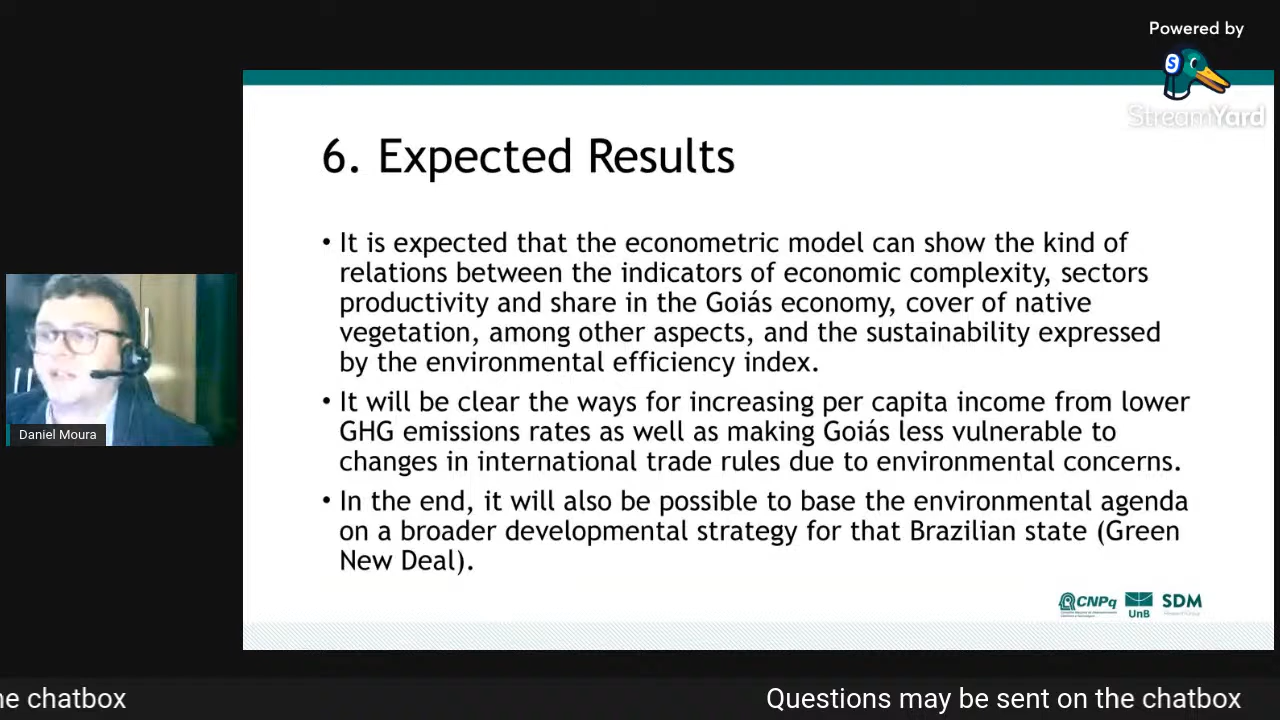 Powered by
S
StreamYard
6. Expected Results
• It is expected that the econometric model can show the kind of
relations between the indicators of economic complexity, sectors
productivity and share in the Goiás economy, cover of native
vegetation, among other aspects, and the sustainability expressed
by the environmental efficiency index.
• It will be clear the ways for increasing per capita income from lower
GHG emissions rates as well as making Goiás less vulnerable to
changes in international trade rules due to environmental concerns.
• In the end, it will also be possible to base the environmental agenda
on a broader developmental strategy for that Brazilian state (Green
New Deal).
Daniel Moura
CNPq
UnB
SDM
he chatbox
Questions may be sent on the chatbox